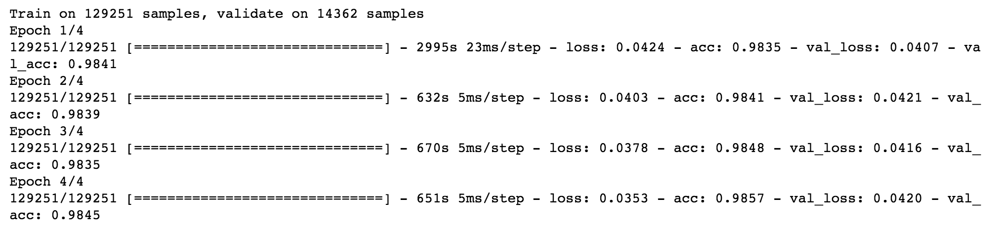 Train on 129251 samples, validate on 14362 samples
Epoch 1/4
129251/129251 [==============================] - 2995s 23ms/step - loss: 0.0424 - acc: 0.9835 - val_loss: 0.0407 - va
l_acc: 0.9841
Epoch 2/4
129251/129251 [==============================] - 632s 5ms/step - loss: 0.0403 - acc: 0.9841 - val_loss: 0.0421 - val_
acc: 0.9839
Epoch 3/4
129251/129251 [==============================] - 670s 5ms/step - loss: 0.0378 - acc: 0.9848 - val_loss: 0.0416 - val_
acc: 0.9835
Epoch 4/4
129251/129251 [==============================] - 651s 5ms/step - loss: 0.0353 - acc: 0.9857 - val_loss: 0.0420 - val_
acc: 0.9845